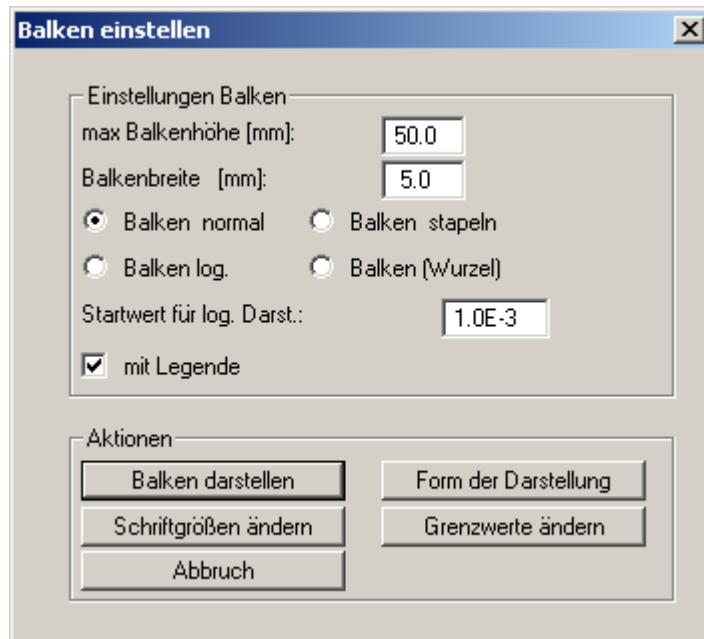 Balken einstellen
Einstellungen Balken
max Balkenhöhe [mm]: 50.0
Balkenbreite [mm]: 5.0
Balken normal Balken stapeln
Balken log. Balken (Wurzel)
Startwert für log. Darst.: 1.0E-3
mit Legende
Aktionen
Balken darstellen Form der Darstellung
Schriftgrößen ändern Grenzwerte ändern
Abbruch